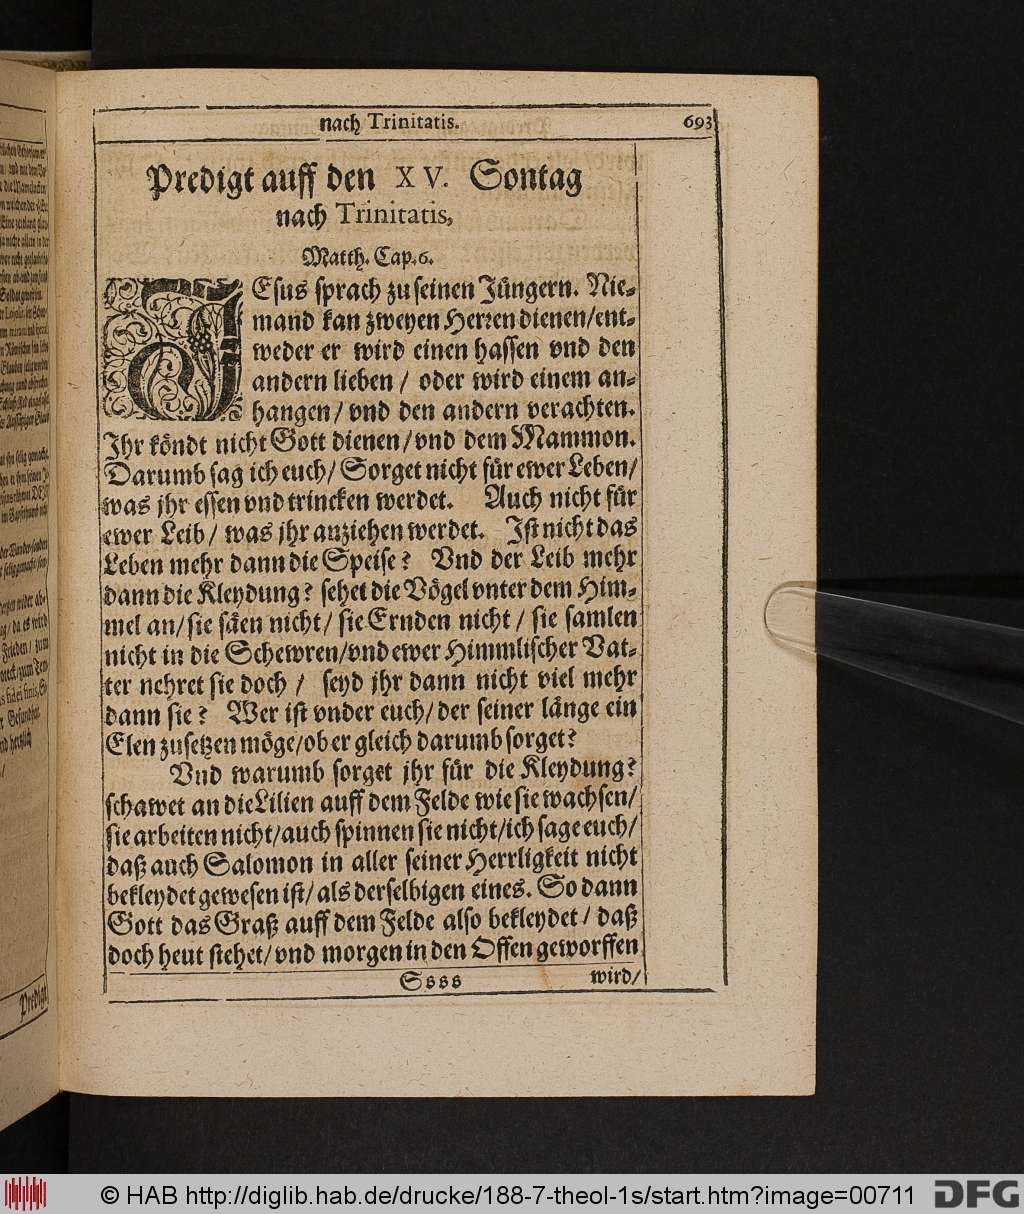 nach Trinitatis. 693
Predigt auff den XV. Sontag
nach Trinitatis,
Matth. Cap. 6.
JEsus sprach zu seinen Jüngern. Nie-
mand kan zweyen Herren dienen/ ent-
weder er wird einen hassen vnd den
andern lieben / oder wird einem an-
hangen/ vnd den andern verachten.
Ihr köndt nicht Gott dienen/ vnd dem Mammon.
Darumb sag ich euch/ Sorget nicht für ewer Leben/
was jhr essen vnd trincken werdet. Auch nicht für
ewer Leib/ was jhr anziehen werdet. Ist nicht das
Leben mehr dann die Speise? Vnd der Leib mehr
dann die Kleydung? sehet die Vögel vnter dem Him-
mel an/ sie säen nicht/ sie Ernden nicht / sie samlen
nicht in die Schewren/ vnd ewer Himmlischer Vat-
ter nehret sie doch / seyd jhr dann nicht viel mehr
dann sie? Wer ist vnder euch/ der seiner länge ein
Elen zusetzen möge/ ob er gleich darumb sorget?
Vnd warumb sorget jhr für die Kleydung?
schawet an die Lilien auff dem Felde wie sie wachsen/
sie arbeiten nicht/ auch spinnen sie nicht/ ich sage euch/
daß auch Salomon in aller seiner Herrligkeit nicht
bekleydet gewesen ist/ als derselbigen eines. So dann
Gott das Graß auff dem Felde also bekleydet / daß
doch heut stehet/ vnd morgen in den Offen geworffen
Ssss wird/
Predigt
© HAB http://diglib.hab.de/drucke/188-7-theol-1s/start.htm?image=00711
DFG